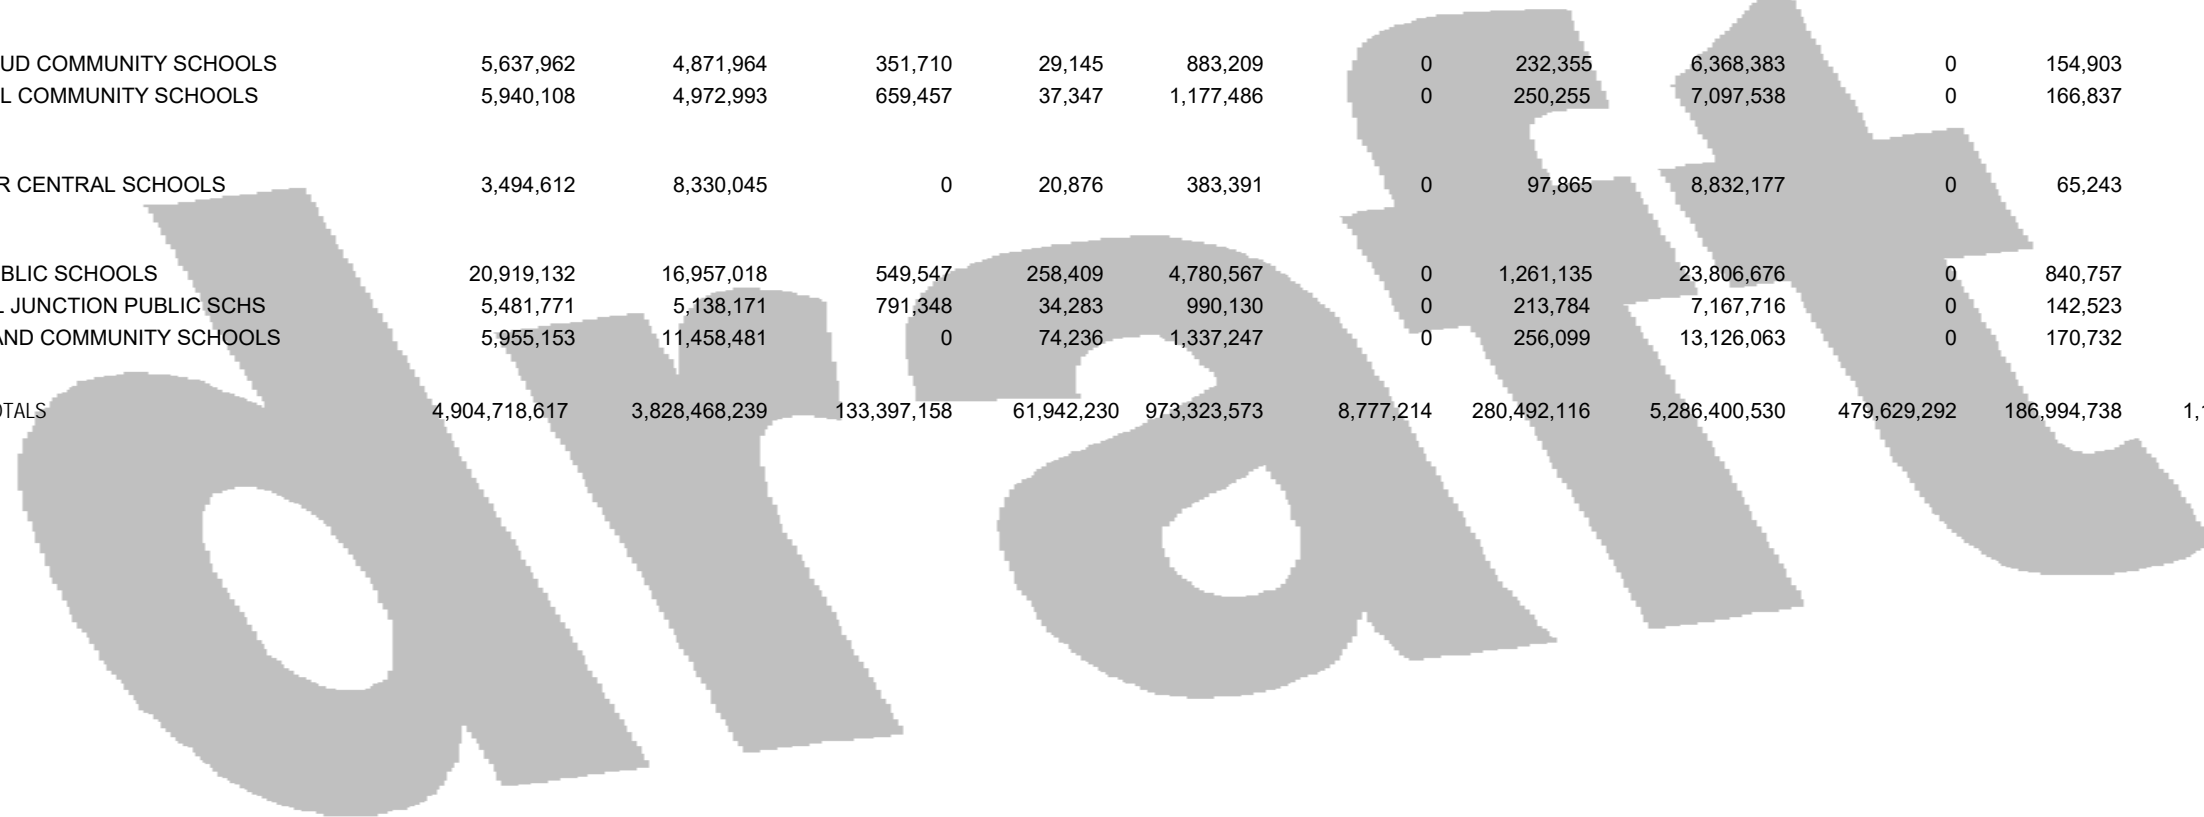 UD COMMUNITY SCHOOLS 5,637,962 4,871,964 351,710 29,145 883,209 0 232,355 6,368,383 0 154,903
L COMMUNITY SCHOOLS 5,940,108 4,972,993 659,457 37,347 1,177,486 0 250,255 7,097,538 0 166,837
R CENTRAL SCHOOLS 3,494,612 8,330,045 0 20,876 383,391 0 97,865 8,832,177 0 65,243
BLIC SCHOOLS 20,919,132 16,957,018 549,547 258,409 4,780,567 0 1,261,135 23,806,676 0 840,757
L JUNCTION PUBLIC SCHS 5,481,771 5,138,171 791,348 34,283 990,130 0 213,784 7,167,716 0 142,523
AND COMMUNITY SCHOOLS 5,955,153 11,458,481 0 74,236 1,337,247 0 256,099 13,126,063 0 170,732
OTALS 4,904,718,617 3,828,468,239 133,397,158 61,942,230 973,323,573 8,777,214 280,492,116 5,286,400,530 479,629,292 186,994,738 1,1
draft